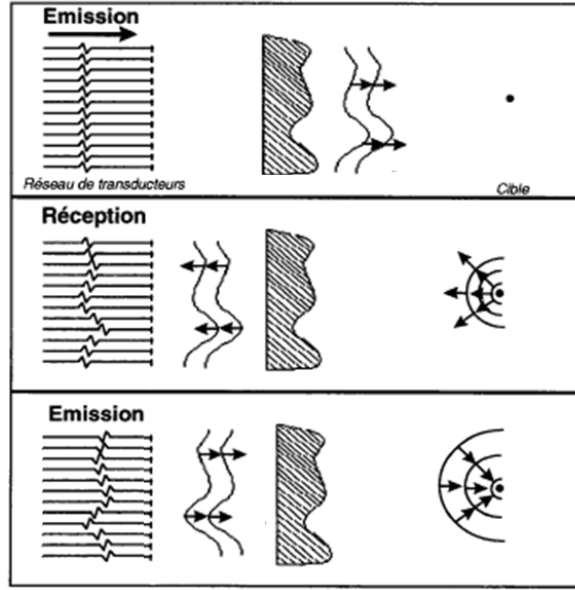 Emission
Réseau de transducteurs
Cible
Réception
Emission